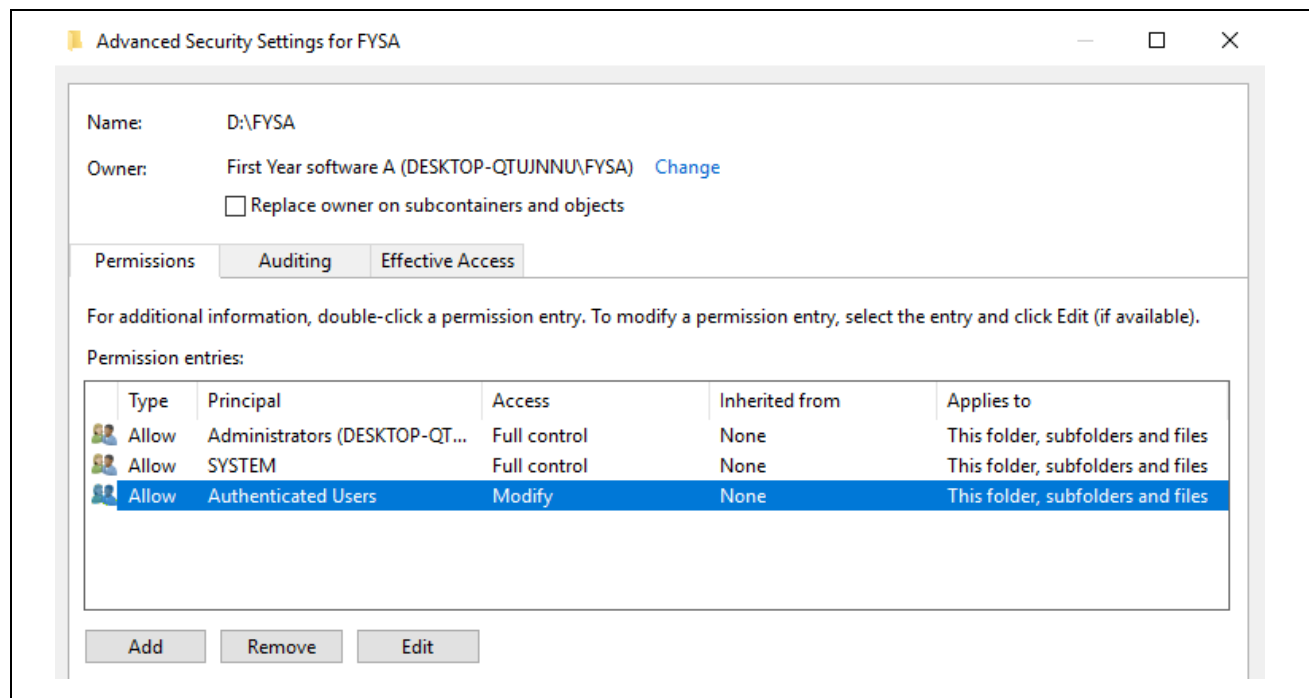 Advanced Security Settings for FYSA
Name: D:\FYSA
Owner: First Year software A (DESKTOP-QTUJNNU\FYSA) Change
Replace owner on subcontainers and objects
Permissions Auditing Effective Access
For additional information, double-click a permission entry. To modify a permission entry, select the entry and click Edit (if available).
Permission entries:
Type Principal Access Inherited from Applies to
Allow Administrators (DESKTOP-QT... Full control None This folder, subfolders and files
Allow SYSTEM Full control None This folder, subfolders and files
Allow Authenticated Users Modify None This folder, subfolders and files
Add Remove Edit